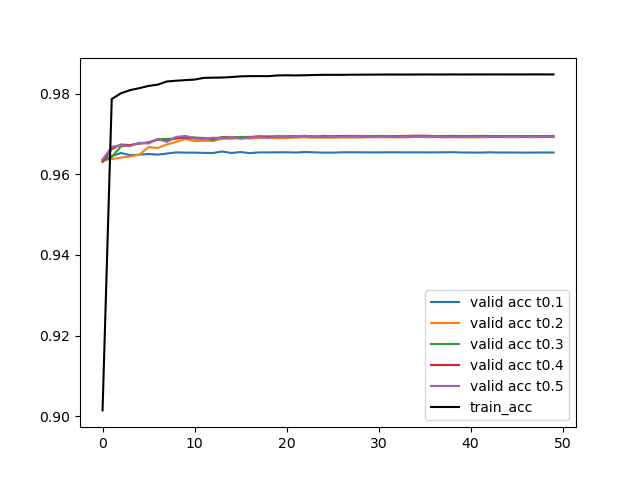 0.98
0.96
0.94
0.92
0.90
0 10 20 30 40 50
valid acc t0.1
valid acc t0.2
valid acc t0.3
valid acc t0.4
valid acc t0.5
train_acc